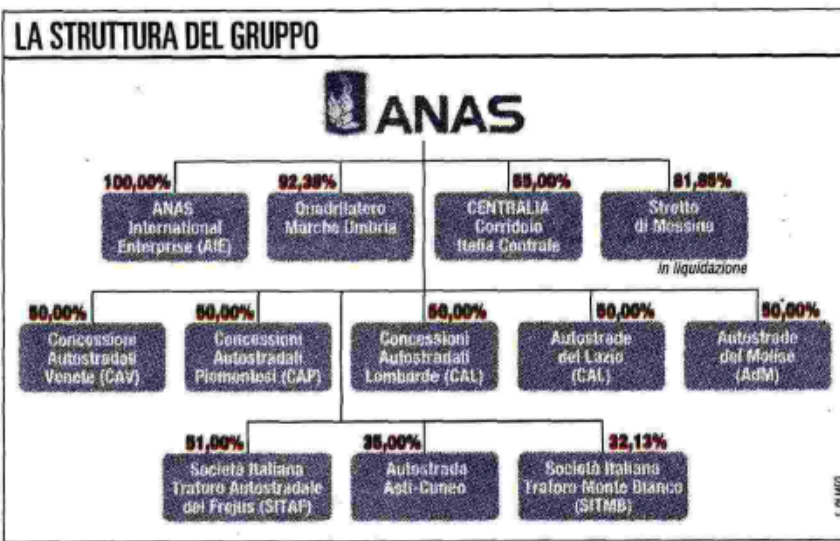 LA STRUTTURA DEL GRUPPO
ANAS
100,00%
92,38%
55,00%
81,85%
ANAS
International
Enterprise (AIE)
Quadrilatero
Marche Umbria
CENTRALIA
Corridoio
Italia Centrale
Stretto
di Messina
in liquidazione
50,00%
50,00%
50,00%
50,00%
50,00%
Concessioni
Autostradali
Venete (CAV)
Concessioni
Autostradali
Piemontesi (CAP)
Concessioni
Autostradali
Lombarde (CAL)
Autostrade
del Lazio
(CAL)
Autostrade
del Molise
(AdM)
51,00%
35,00%
32,13%
Società Italiana
Traforo Autostradale
del Frejus (SITAF)
Autostrada
Asti-Cuneo
Società Italiana
Traforo Monte Bianco
(SITMB)